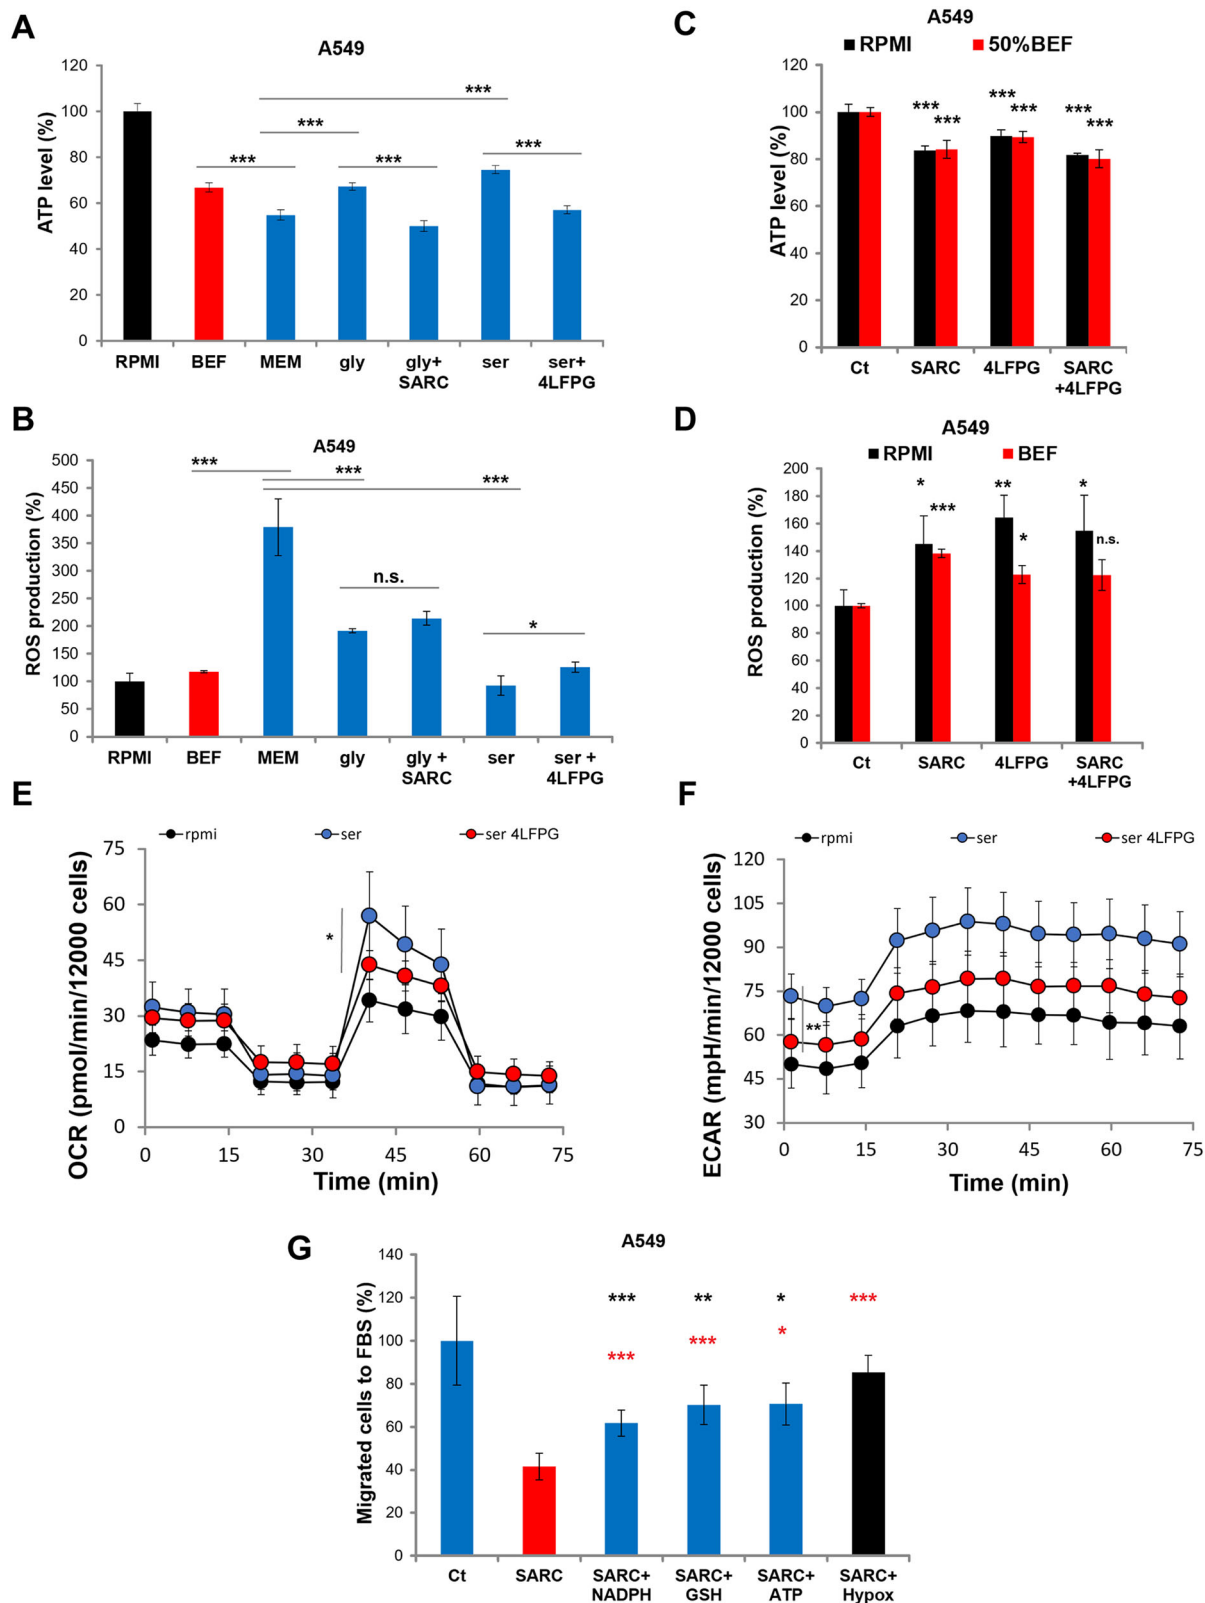 A
A549
ATP level (%)
120
100
80
60
40
20
0
***
***
***
***
***
RPMI
BEF
MEM
gly
gly+
SARC
ser
ser+
4LFPG
C
A549
RPMI
50%BEF
ATP level (%)
120
100
80
60
40
20
0
***
***
***
***
***
***
Ct
SARC
4LFPG
SARC
+4LFPG
B
A549
ROS production (%)
500
450
400
350
300
250
200
150
100
50
0
***
***
***
n.s.
*
RPMI
BEF
MEM
gly
gly +
SARC
ser
ser +
4LFPG
D
A549
RPMI
BEF
ROS production (%)
200
180
160
140
120
100
80
60
40
20
0
*
***
**
*
*
n.s.
Ct
SARC
4LFPG
SARC
+4LFPG
E
rpmi
ser
ser 4LFPG
OCR (pmol/min/12000 cells)
75
60
45
30
15
0
*
0
15
30
45
60
75
Time (min)
F
rpmi
ser
ser 4LFPG
ECAR (mpH/min/12000 cells)
120
105
90
75
60
45
30
**
0
15
30
45
60
75
Time (min)
G
A549
Migrated cells to FBS (%)
140
120
100
80
60
40
20
0
***
**
*
***
***
***
*
Ct
SARC
SARC+
NADPH
SARC+
GSH
SARC+
ATP
SARC+
Hypox